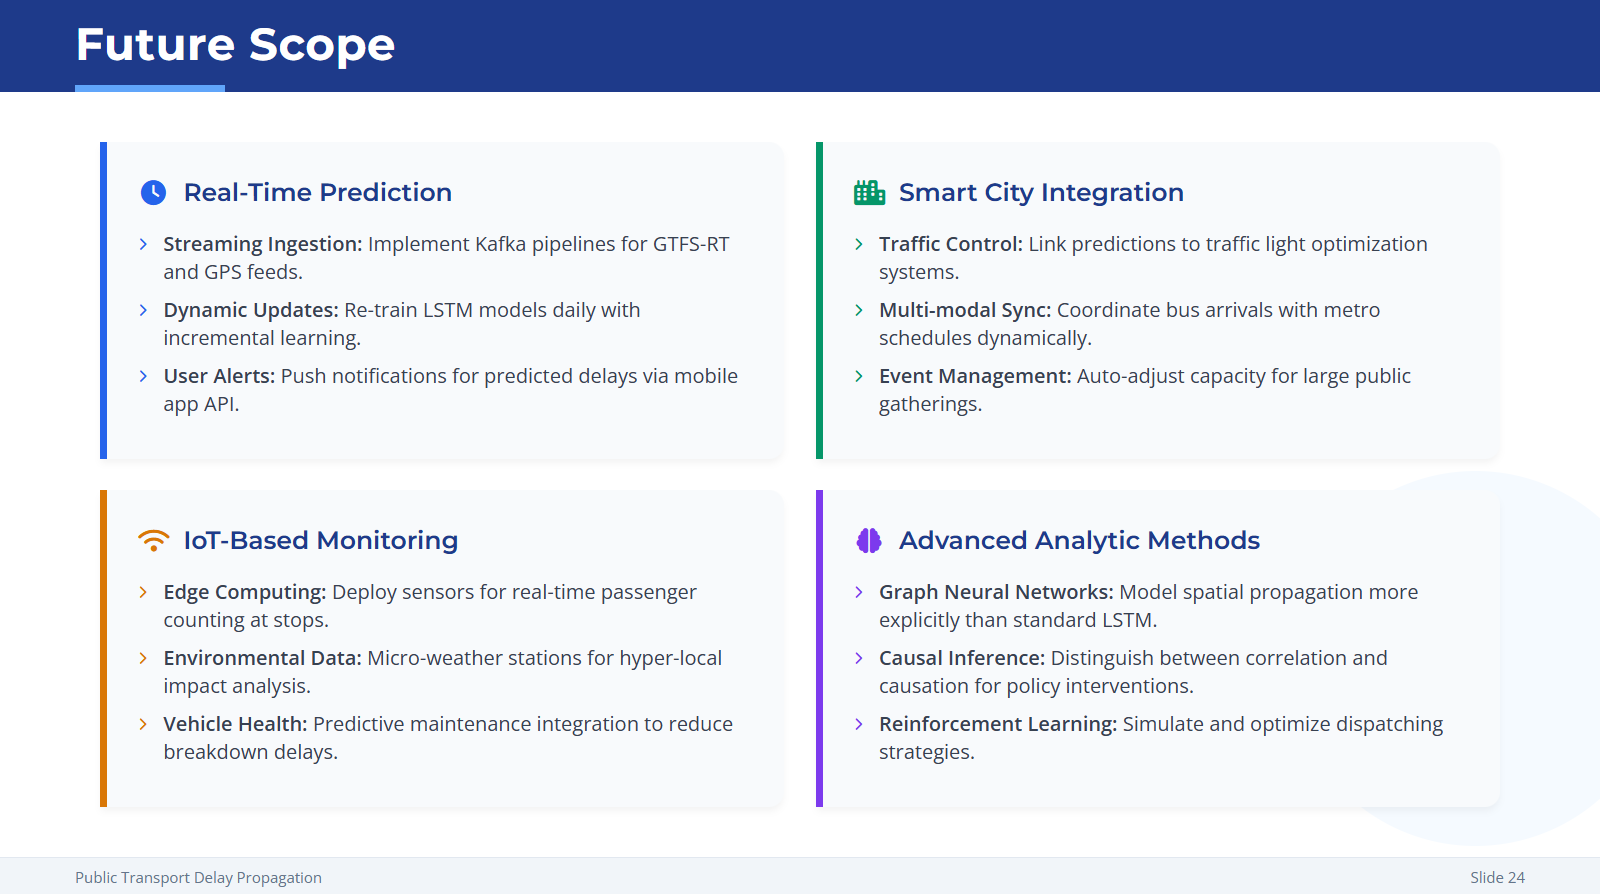 Future Scope
Real-Time Prediction
Streaming Ingestion: Implement Kafka pipelines for GTFS-RT
and GPS feeds.
Dynamic Updates: Re-train LSTM models daily with
incremental learning.
User Alerts: Push notifications for predicted delays via mobile
app API.
Smart City Integration
Traffic Control: Link predictions to traffic light optimization
systems.
Multi-modal Sync: Coordinate bus arrivals with metro
schedules dynamically.
Event Management: Auto-adjust capacity for large public
gatherings.
IoT-Based Monitoring
Edge Computing: Deploy sensors for real-time passenger
counting at stops.
Environmental Data: Micro-weather stations for hyper-local
impact analysis.
Vehicle Health: Predictive maintenance integration to reduce
breakdown delays.
Advanced Analytic Methods
Graph Neural Networks: Model spatial propagation more
explicitly than standard LSTM.
Causal Inference: Distinguish between correlation and
causation for policy interventions.
Reinforcement Learning: Simulate and optimize dispatching
strategies.
Public Transport Delay Propagation
Slide 24